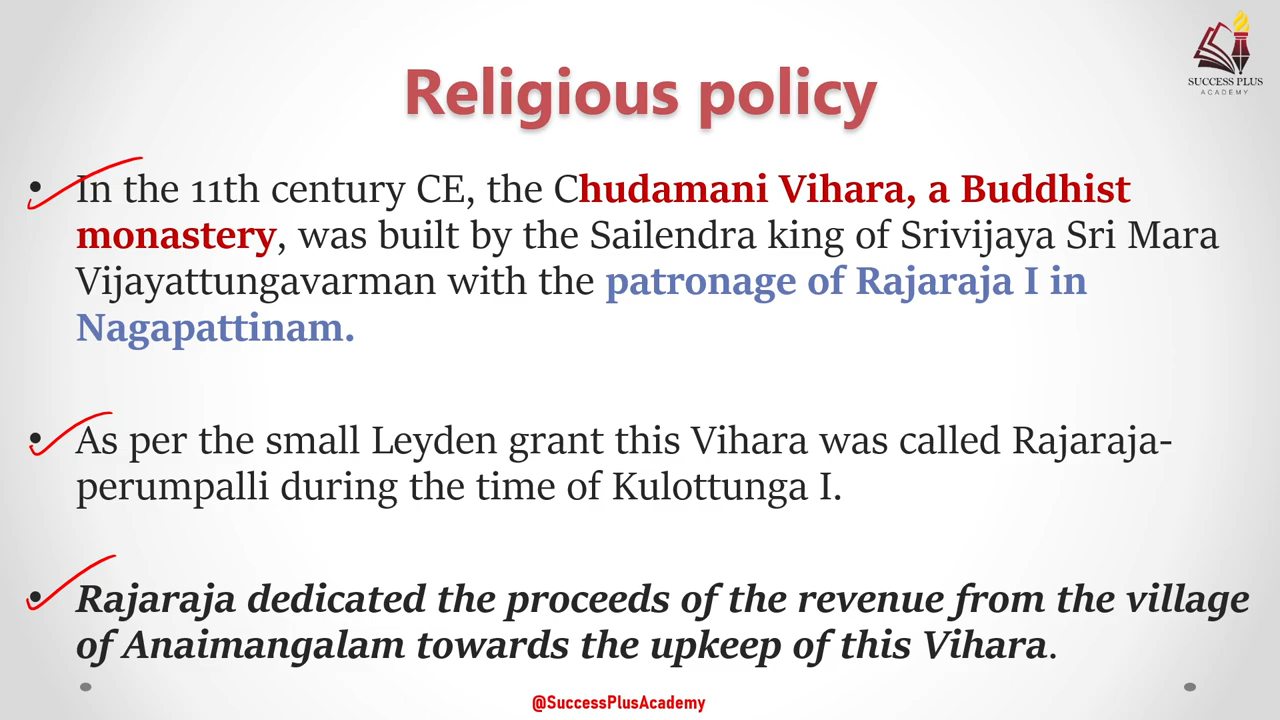 SUCCESS PLUS
ACADEMY
Religious policy
• In the 11th century CE, the Chudamani Vihara, a Buddhist
monastery, was built by the Sailendra king of Srivijaya Sri Mara
Vijayattungavarman with the patronage of Rajaraja I in
Nagapattinam.
• As per the small Leyden grant this Vihara was called Rajaraja-
perumpalli during the time of Kulottunga I.
• Rajaraja dedicated the proceeds of the revenue from the village
of Anaimangalam towards the upkeep of this Vihara.
@SuccessPlusAcademy